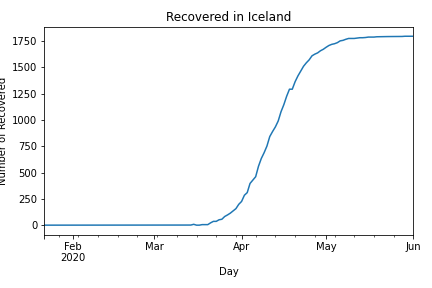 Recovered in Iceland
Number of Recovered
1750
1500
1250
1000
750
500
250
0
Feb
2020
Mar
Apr
May
Jun
Day